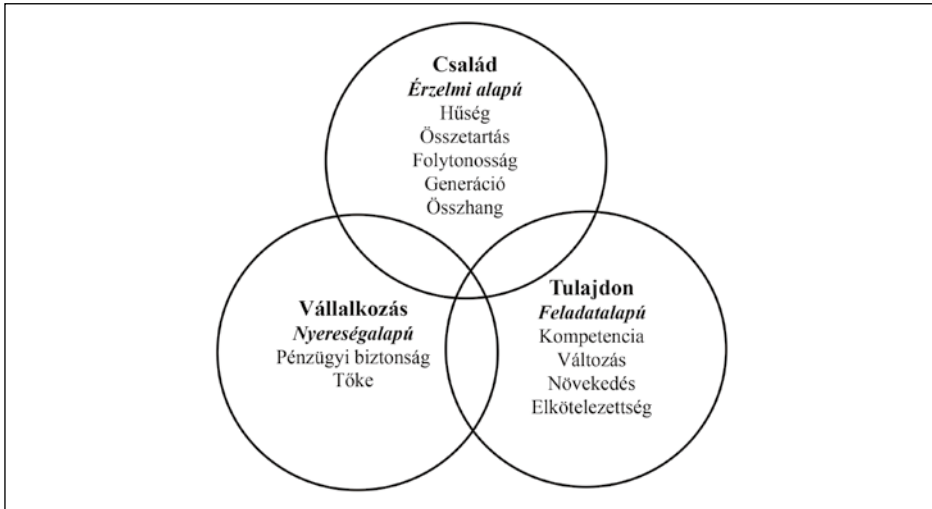 Család
Érzelmi alapú
Hűség
Összetartás
Folytonosság
Generáció
Összhang
Vállalkozás
Nyereségalapú
Pénzügyi biztonság
Tőke
Tulajdon
Feladatalapú
Kompetencia
Változás
Növekedés
Elkötelezettség